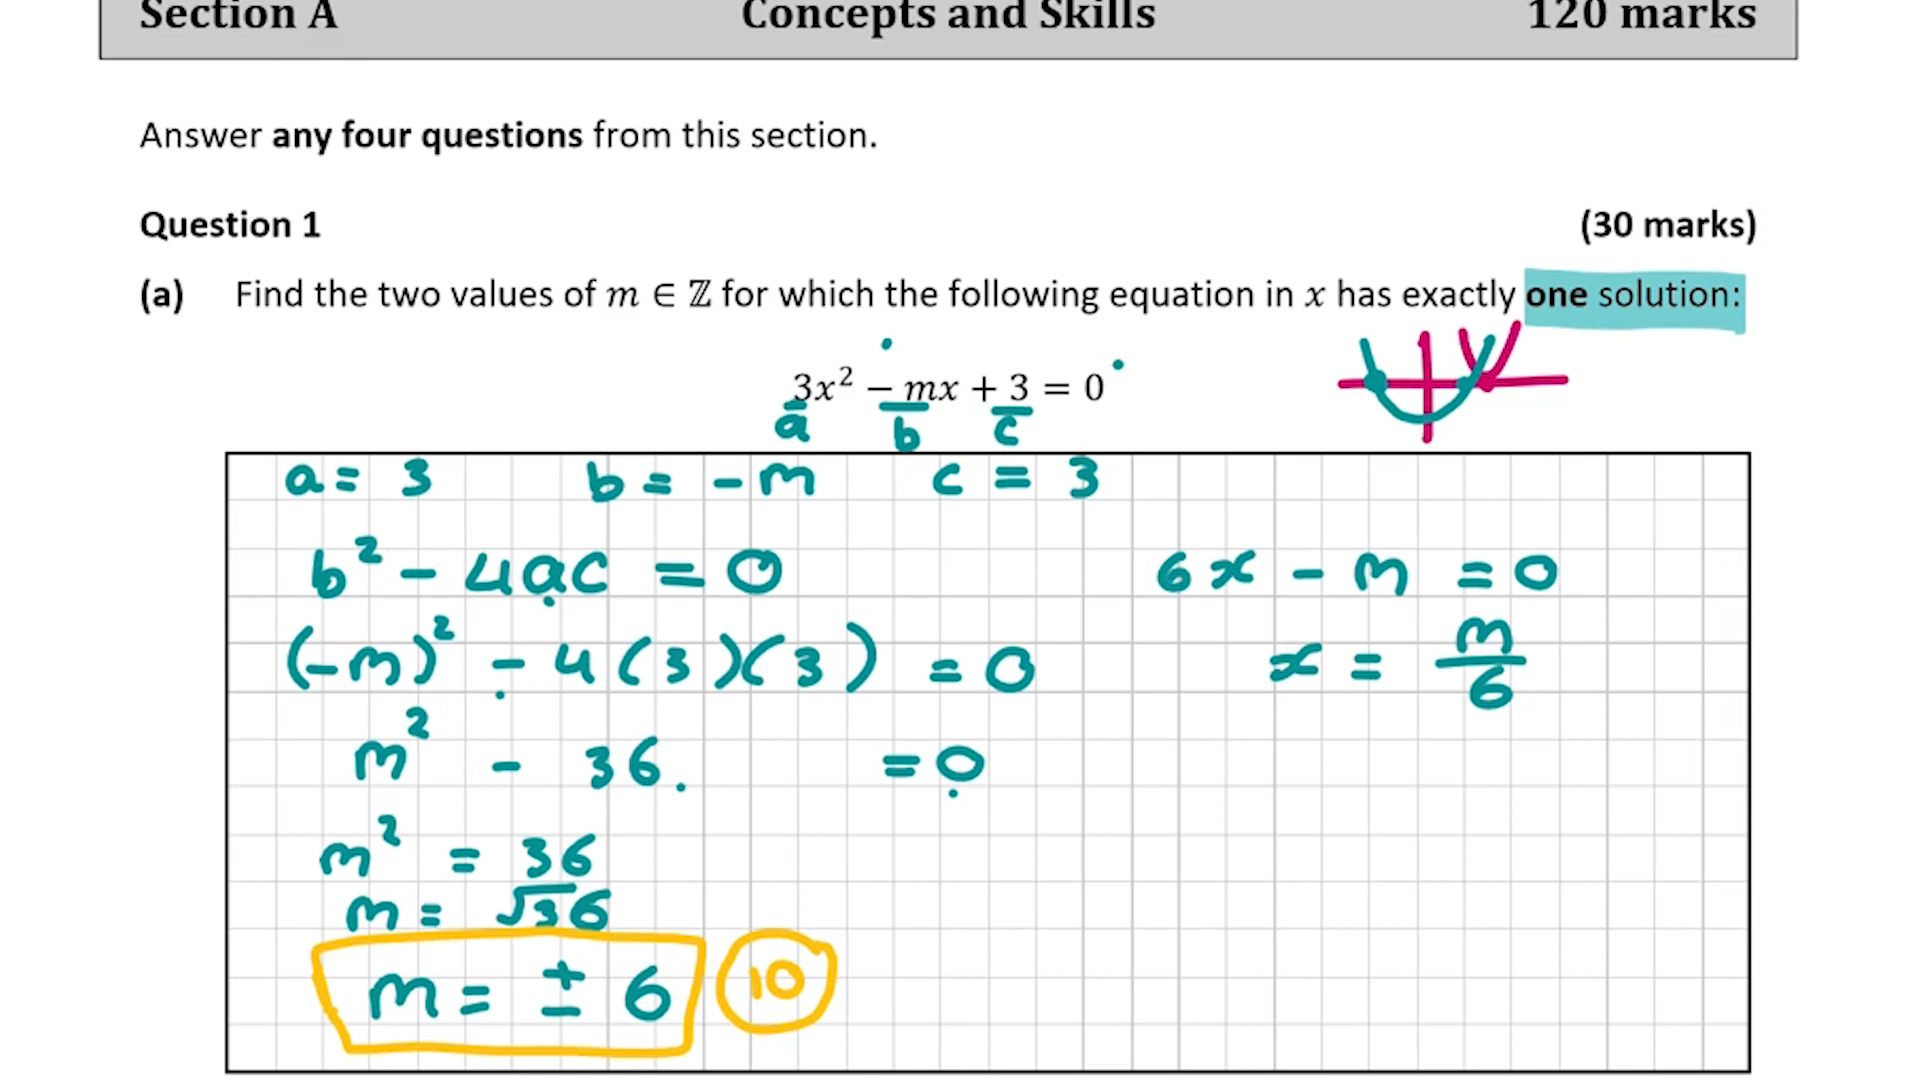 Section A Concepts and Skills 120 marks
Answer any four questions from this section.
Question 1 (30 marks)
(a) Find the two values of m ∈ ℤ for which the following equation in x has exactly one solution:
3x² − mx + 3 = 0
a b c
a = 3 b = -m c = 3
b² - 4ac = 0 6x - m = 0
(-m)² - 4(3)(3) = 0 x = m/6
m² - 36 = 0
m² = 36
m = √36
m = ± 6 10